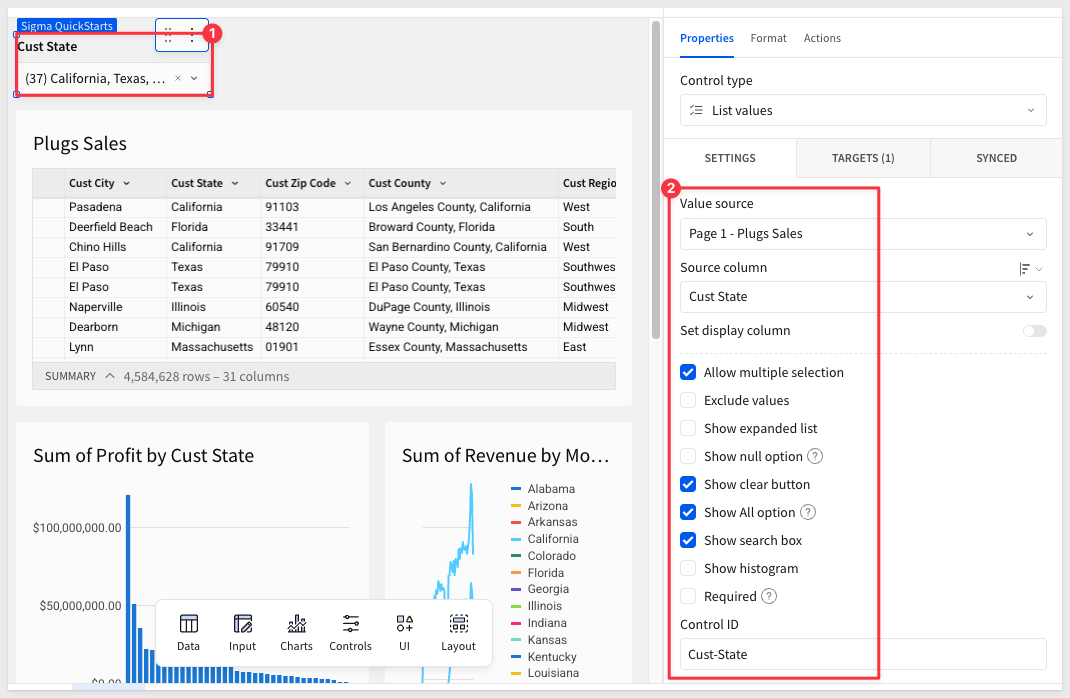 Sigma QuickStarts
1
Cust State
(37) California, Texas, …
Properties Format Actions
Control type
List values
SETTINGS TARGETS (1) SYNCED
2
Value source
Page 1 - Plugs Sales
Source column
Cust State
Set display column
Allow multiple selection
Exclude values
Show expanded list
Show null option ?
Show clear button
Show All option ?
Show search box
Show histogram
Required ?
Control ID
Cust-State
Plugs Sales
Cust City Cust State Cust Zip Code Cust County Cust Regio
Pasadena California 91103 Los Angeles County, California West
Deerfield Beach Florida 33441 Broward County, Florida South
Chino Hills California 91709 San Bernardino County, California West
El Paso Texas 79910 El Paso County, Texas Southwes
El Paso Texas 79910 El Paso County, Texas Southwes
Naperville Illinois 60540 DuPage County, Illinois Midwest
Dearborn Michigan 48120 Wayne County, Michigan Midwest
Lynn Massachusetts 01901 Essex County, Massachusetts East
SUMMARY 4,584,628 rows – 31 columns
Sum of Profit by Cust State
$100,000,000.00
$50,000,000.00
$0.00
Sum of Revenue by Mo…
Alabama
Arizona
Arkansas
California
Colorado
Florida
Georgia
Illinois
Indiana
Kansas
Kentucky
Louisiana
Data Input Charts Controls UI Layout